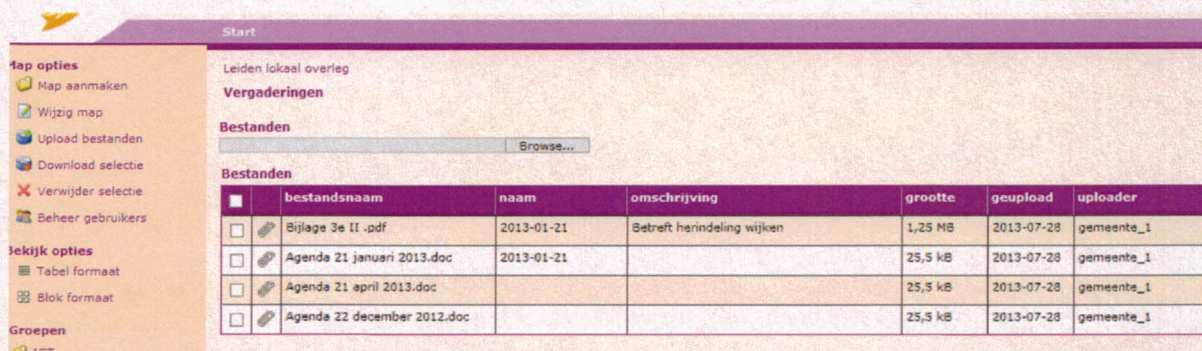 Start
Map opties
Map aanmaken
Wijzig map
Upload bestanden
Download selectie
Verwijder selectie
Beheer gebruikers
Bekijk opties
Tabel formaat
Blok formaat
Groepen
ICT
Leiden lokaal overleg
Vergaderingen
Bestanden
Browse...
Bestanden
bestandsnaam naam omschrijving grootte geupload uploader
Bijlage 3e II .pdf 2013-01-21 Betreft herindeling wijken 1,25 MB 2013-07-28 gemeente_1
Agenda 21 januari 2013.doc 2013-01-21 25,5 kB 2013-07-28 gemeente_1
Agenda 21 april 2013.doc 25,5 kB 2013-07-28 gemeente_1
Agenda 22 december 2012.doc 25,5 kB 2013-07-28 gemeente_1